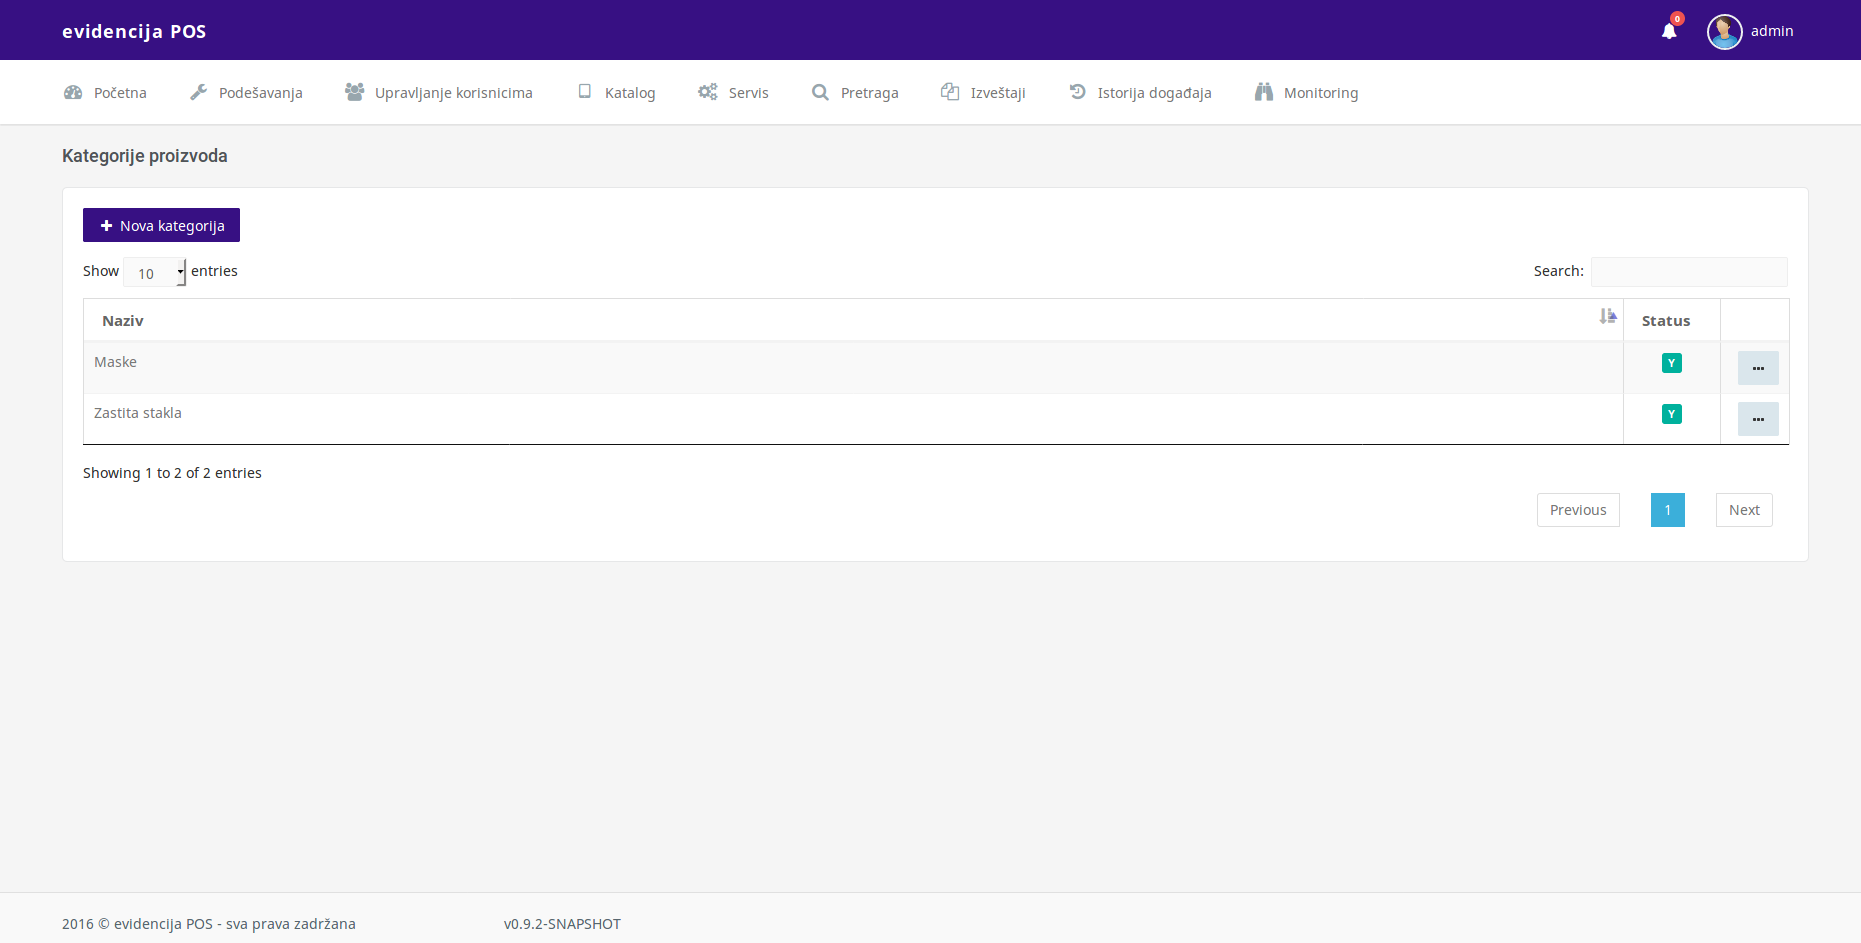 evidencija POS
0
admin
Početna Podešavanja Upravljanje korisnicima Katalog Servis Pretraga Izveštaji Istorija događaja Monitoring
Kategorije proizvoda
Nova kategorija
Show 10 entries Search:
Naziv Status
Maske Y
Zastita stakla Y
Showing 1 to 2 of 2 entries
Previous 1 Next
2016 © evidencija POS - sva prava zadržana v0.9.2-SNAPSHOT